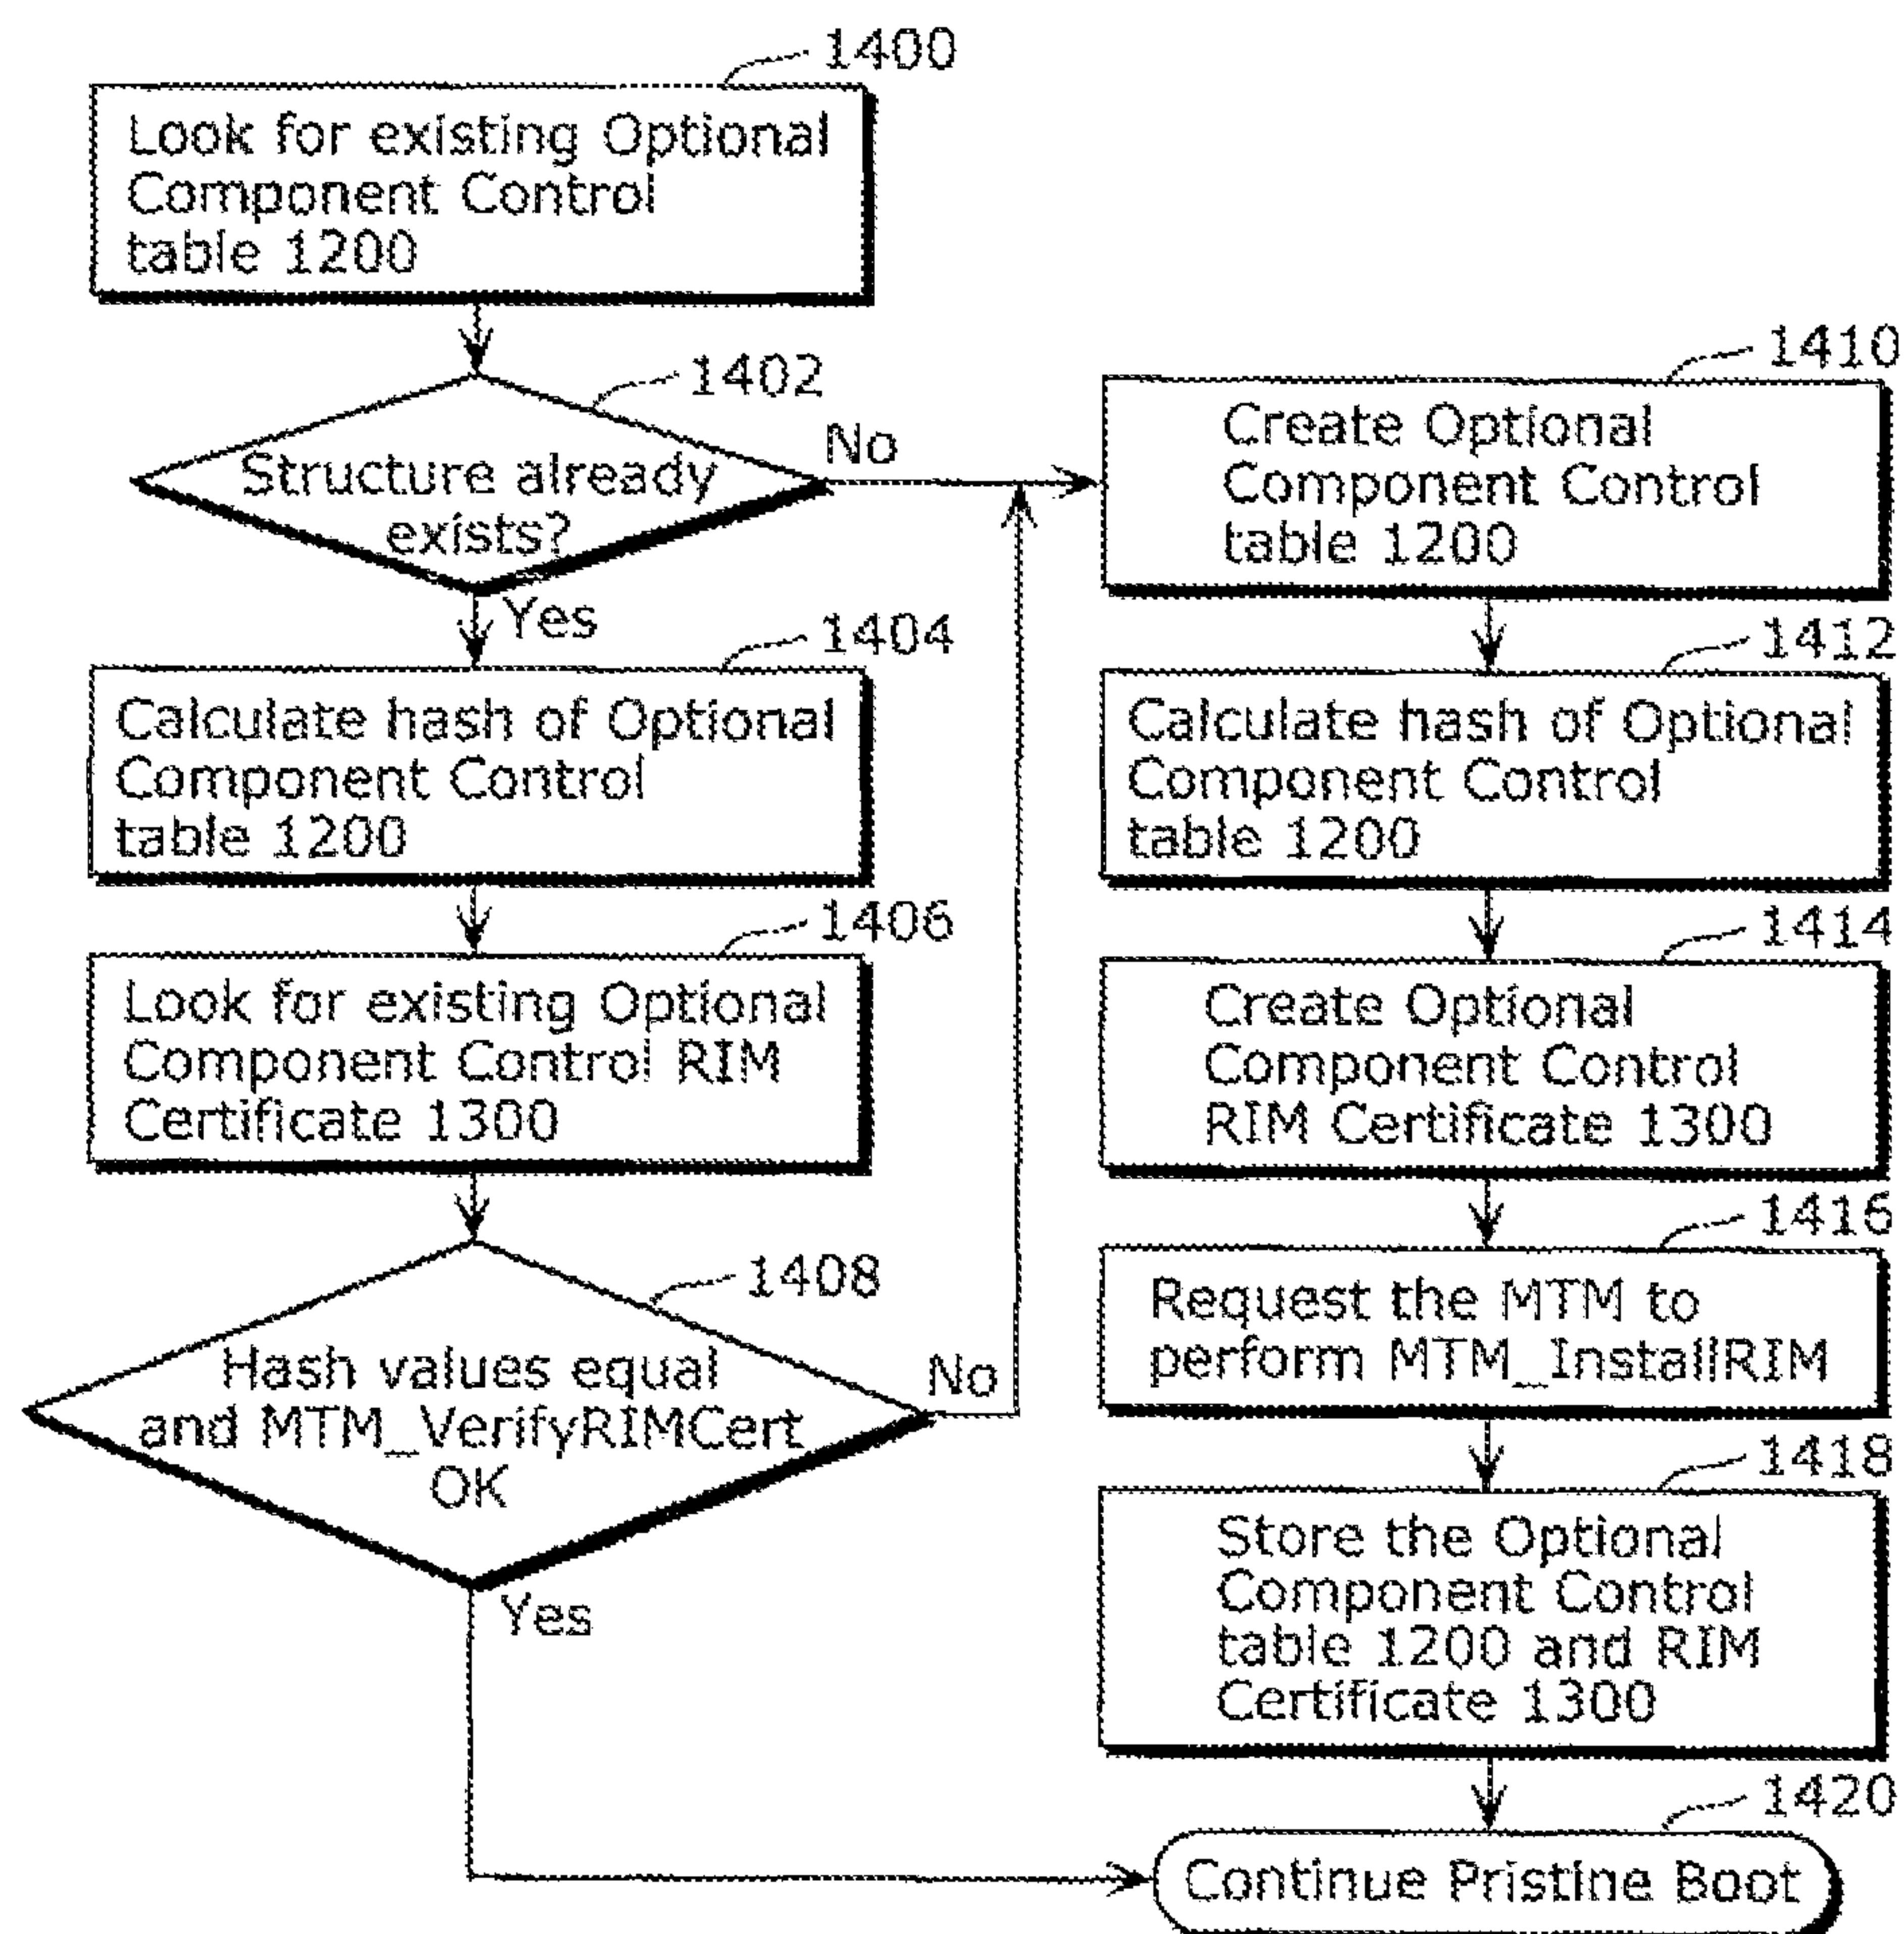 1400
Look for existing Optional
Component Control
table 1200
1402
Structure already
exists?
No
Yes
1404
Calculate hash of Optional
Component Control
table 1200
1406
Look for existing Optional
Component Control RIM
Certificate 1300
1408
Hash values equal
and MTM_VerifyRIMCert
OK
No
Yes
1410
Create Optional
Component Control
table 1200
1412
Calculate hash of Optional
Component Control
table 1200
1414
Create Optional
Component Control
RIM Certificate 1300
1416
Request the MTM to
perform MTM_InstallRIM
1418
Store the Optional
Component Control
table 1200 and RIM
Certificate 1300
1420
Continue Pristine Boot